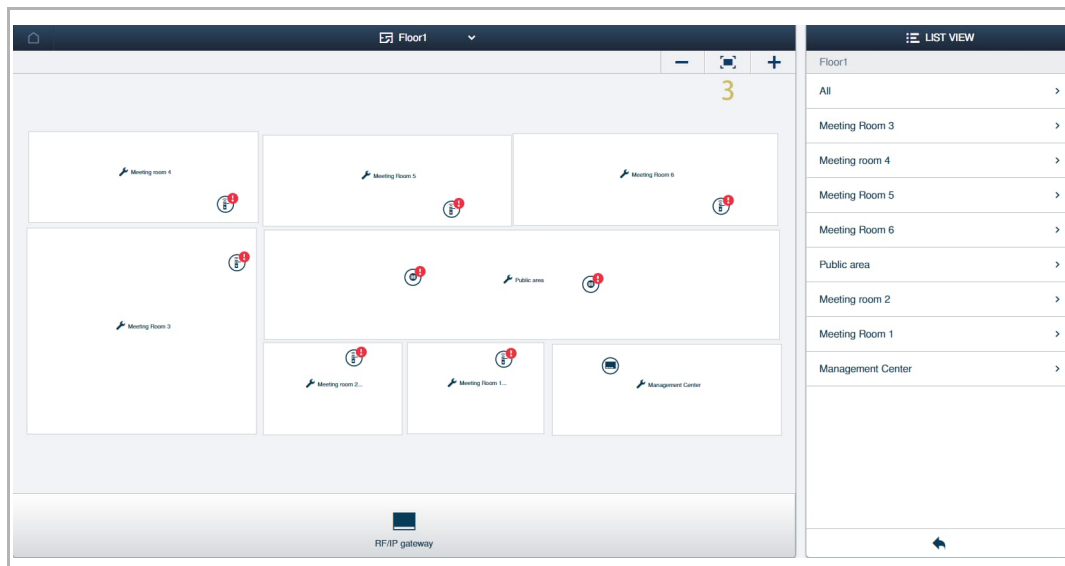 Floor1
LIST VIEW
Floor1
3
All
Meeting Room 3
Meeting room 4
Meeting Room 5
Meeting Room 6
Public area
Meeting room 2
Meeting Room 1
Management Center
Meeting room 4
Meeting Room 5
Meeting Room 6
Public area
Meeting Room 3
Meeting room 2...
Meeting Room 1...
Management Center
RF/IP gateway